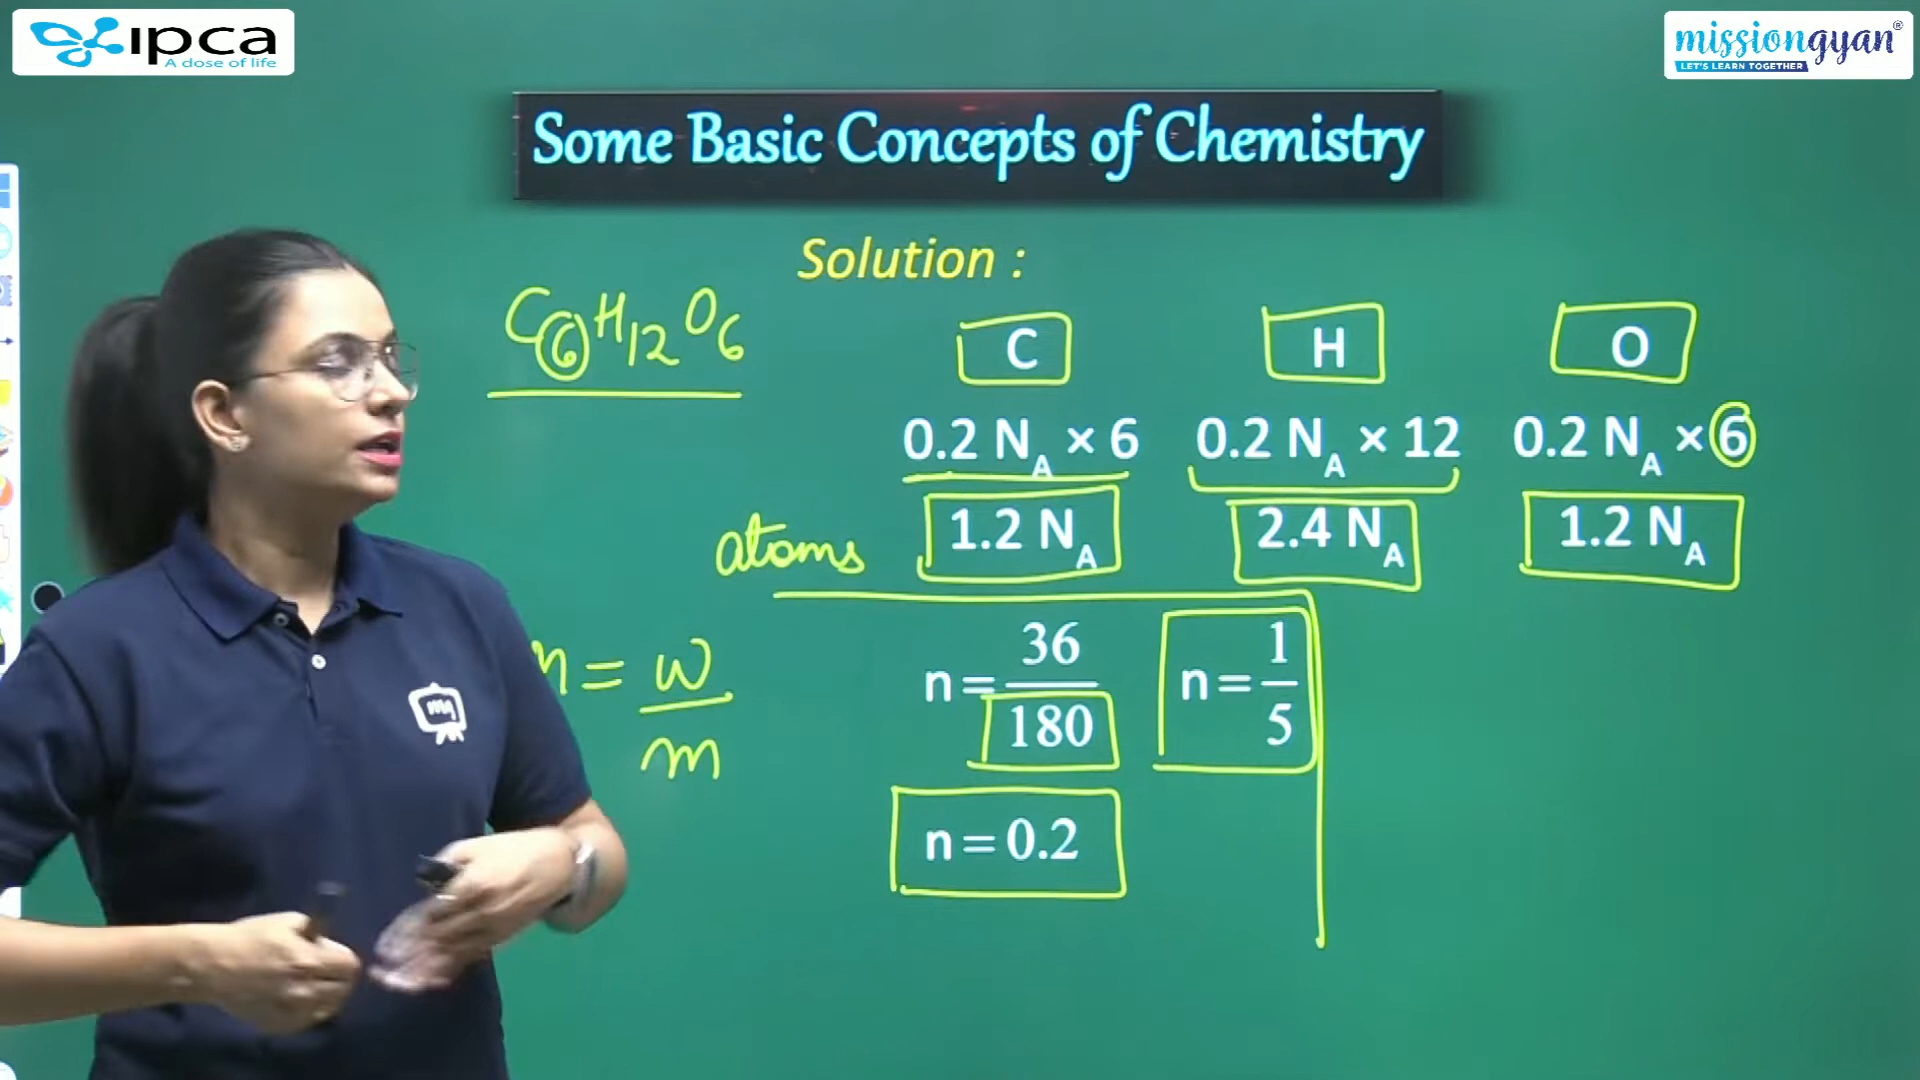 ipca
A dose of life
missiongyan®
LET'S LEARN TOGETHER
Some Basic Concepts of Chemistry
Solution :
C6H12O6
C H O
0.2 NA × 6 0.2 NA × 12 0.2 NA × 6
atoms 1.2 NA 2.4 NA 1.2 NA
n = w/m
n = 36/180 n = 1/5
n = 0.2
mg